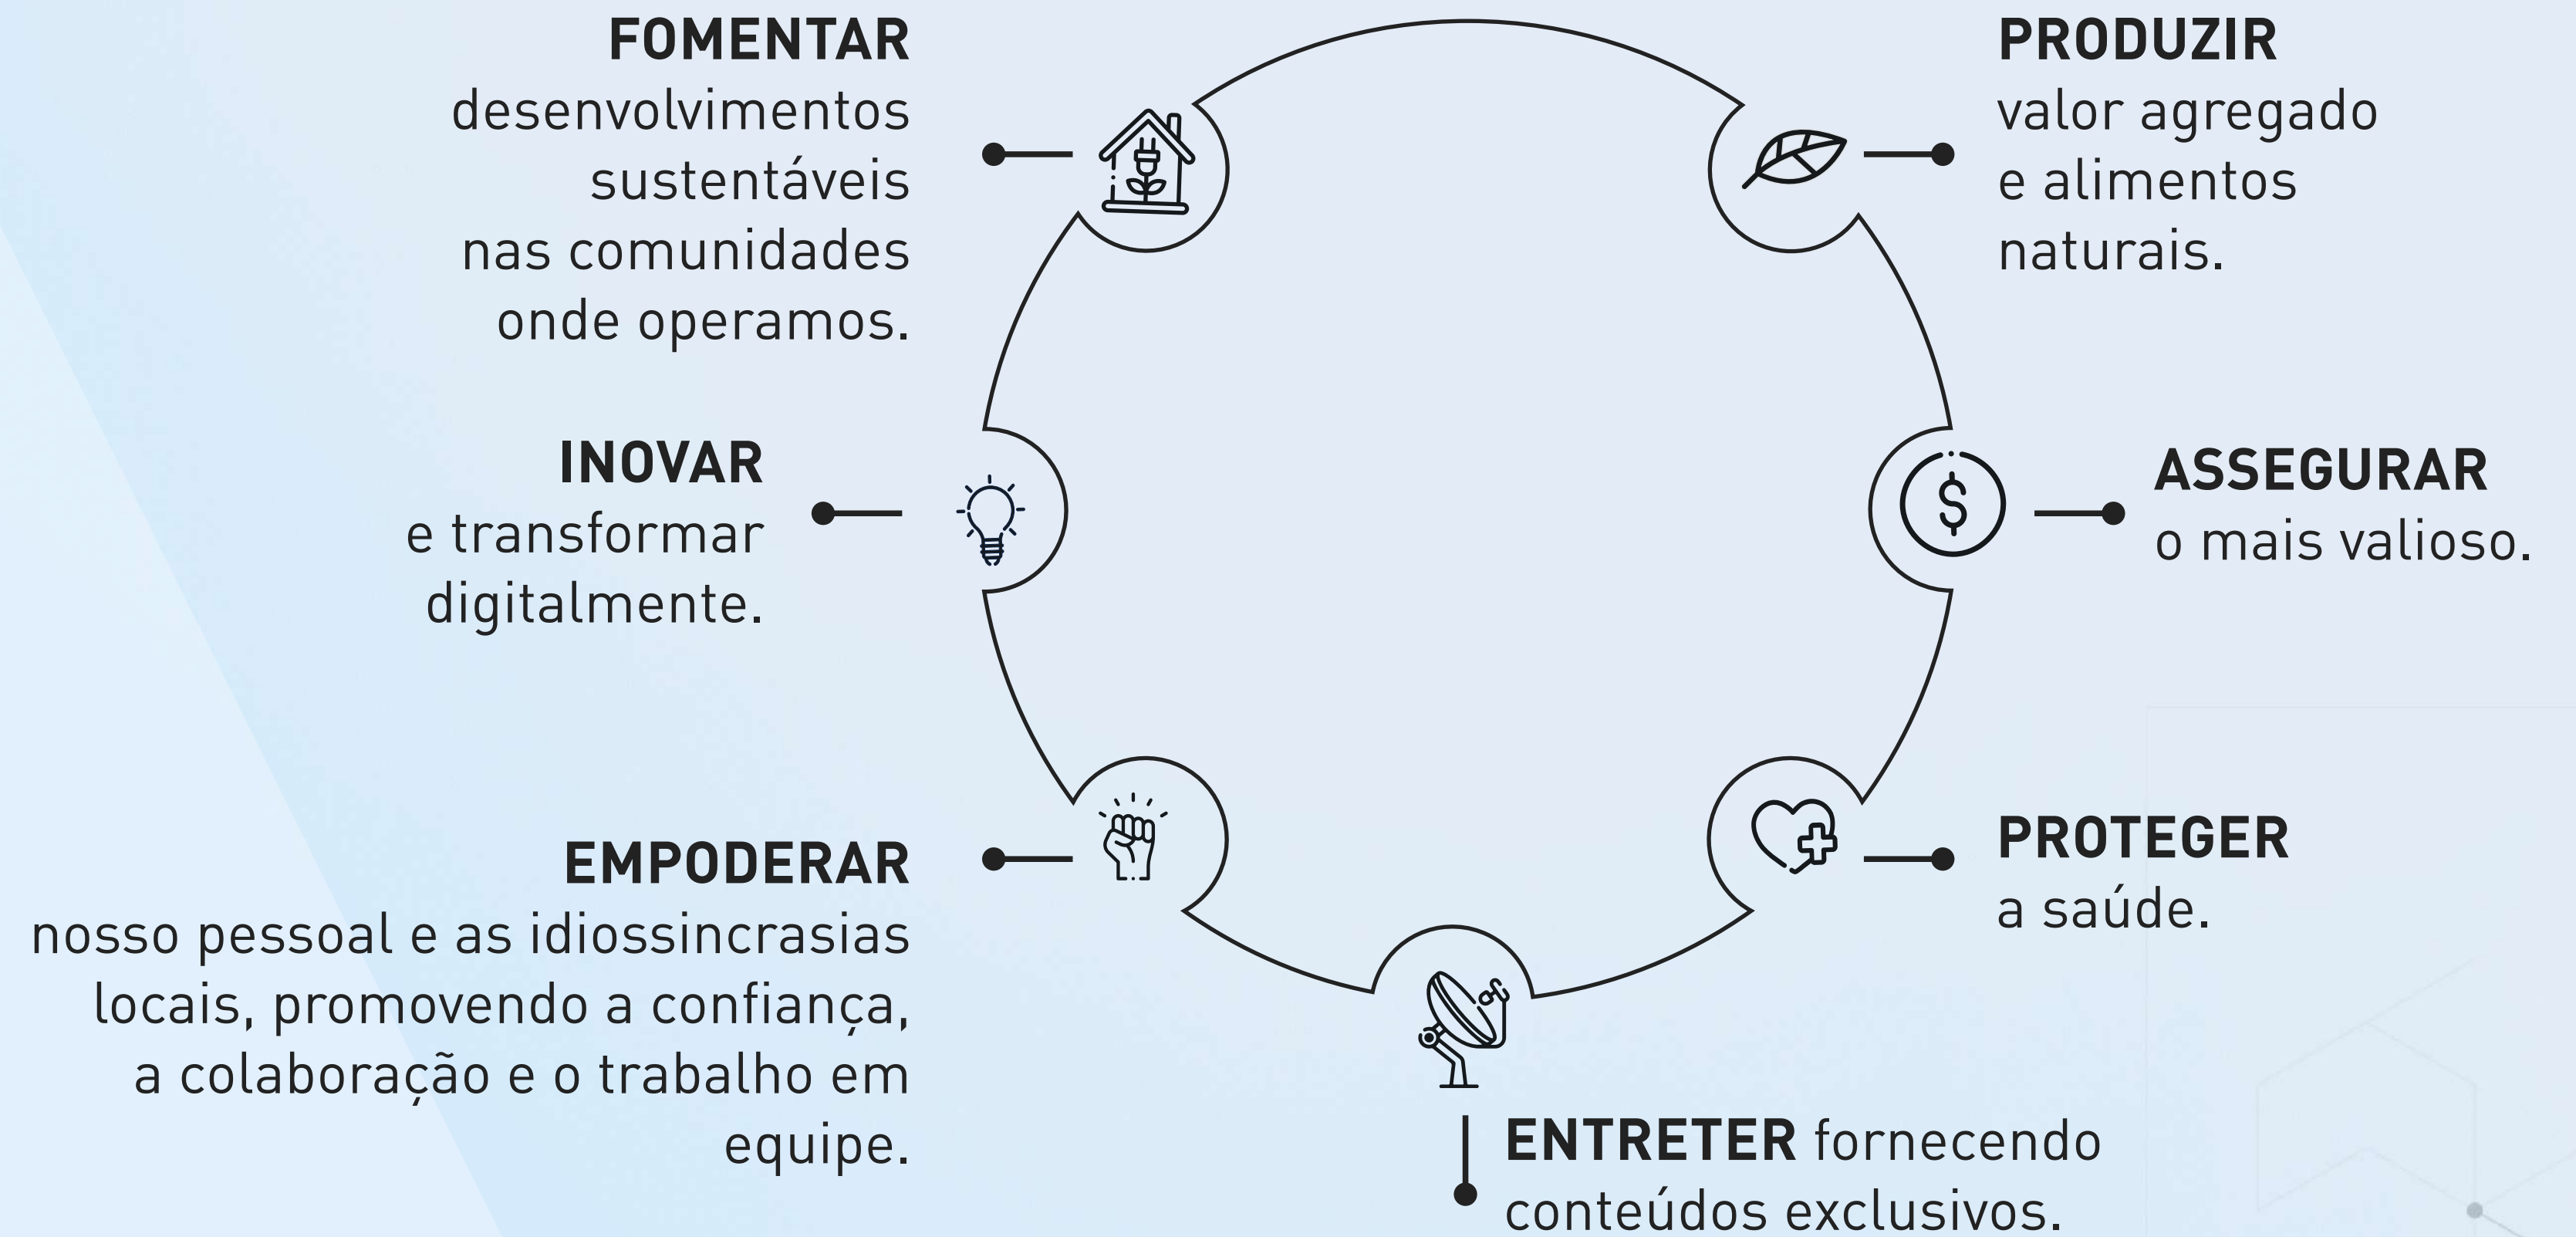 FOMENTAR
desenvolvimentos
sustentáveis
nas comunidades
onde operamos.
INOVAR
e transformar
digitalmente.
EMPODERAR
nosso pessoal e as idiossincrasias
locais, promovendo a confiança,
a colaboração e o trabalho em
equipe.
PRODUZIR
valor agregado
e alimentos
naturais.
$
ASSEGURAR
o mais valioso.
PROTEGER
a saúde.
ENTRETER fornecendo
conteúdos exclusivos.